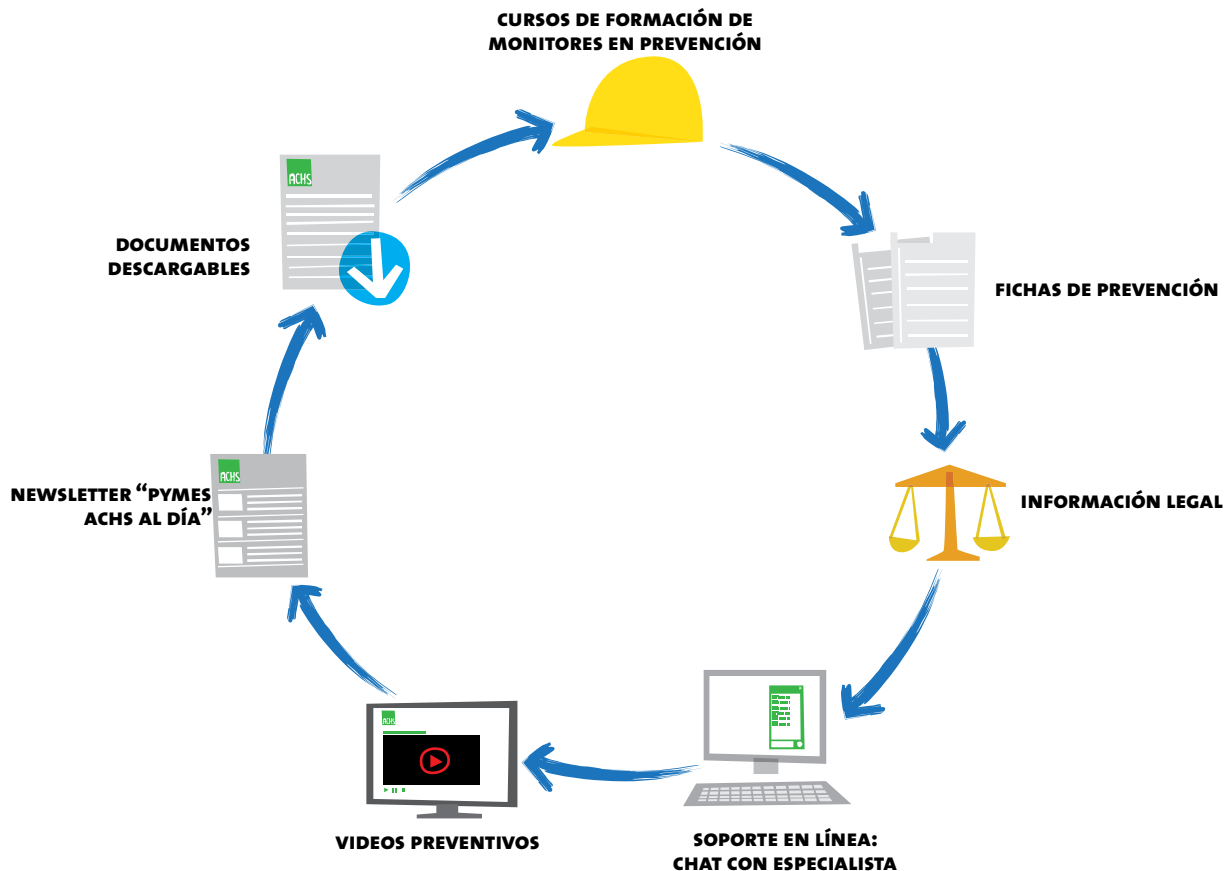 CURSOS DE FORMACIÓN DE
MONITORES EN PREVENCIÓN
ACHS
DOCUMENTOS
DESCARGABLES
FICHAS DE PREVENCIÓN
NEWSLETTER “PYMES
ACHS AL DÍA”
ACHS
INFORMACIÓN LEGAL
ACHS
VIDEOS PREVENTIVOS
SOPORTE EN LÍNEA:
CHAT CON ESPECIALISTA